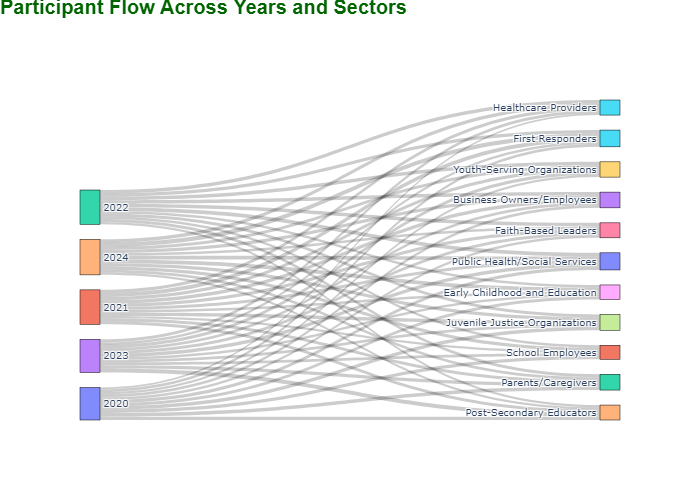 Participant Flow Across Years and Sectors
Healthcare Providers
First Responders
Youth-Serving Organizations
2022
Business Owners/Employees
Faith-Based Leaders
2024
Public Health/Social Services
Early Childhood and Education
2021
Juvenile Justice Organizations
2023
School Employees
Parents/Caregivers
2020
Post-Secondary Educators